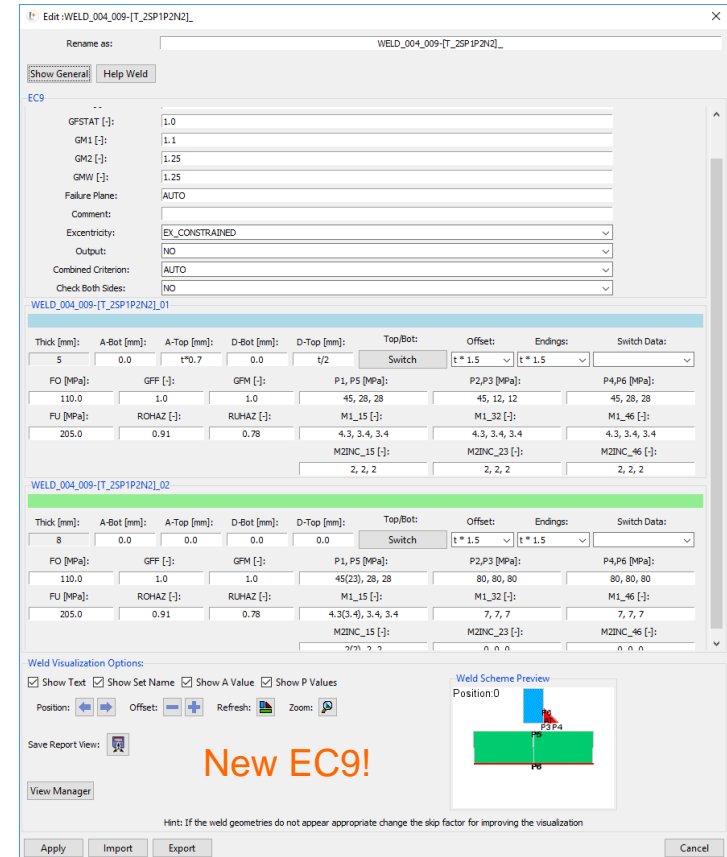 Edit :WELD_004_009-[T_2SP1P2N2]_
Rename as: WELD_004_009-[T_2SP1P2N2]_
Show General Help Weld
EC9
GFSTAT [-]: 1.0
GM1 [-]: 1.1
GM2 [-]: 1.25
GMW [-]: 1.25
Failure Plane: AUTO
Comment:
Excentricity: EX_CONSTRAINED
Output: NO
Combined Criterion: AUTO
Check Both Sides: NO
WELD_004_009-[T_2SP1P2N2]_01
Thick [mm]: A-Bot [mm]: A-Top [mm]: D-Bot [mm]: D-Top [mm]: Top/Bot: Offset: Endings: Switch Data:
5 0.0 t*0.7 0.0 t/2 Switch t * 1.5 t * 1.5
FO [MPa]: GFF [-]: GFM [-]: P1, P5 [MPa]: P2,P3 [MPa]: P4,P6 [MPa]:
110.0 1.0 1.0 45, 28, 28 45, 12, 12 45, 28, 28
FU [MPa]: ROHAZ [-]: RUHAZ [-]: M1_15 [-]: M1_32 [-]: M1_46 [-]:
205.0 0.91 0.78 4.3, 3.4, 3.4 4.3, 3.4, 3.4 4.3, 3.4, 3.4
M2INC_15 [-]: M2INC_23 [-]: M2INC_46 [-]:
2, 2, 2 2, 2, 2 2, 2, 2
WELD_004_009-[T_2SP1P2N2]_02
Thick [mm]: A-Bot [mm]: A-Top [mm]: D-Bot [mm]: D-Top [mm]: Top/Bot: Offset: Endings: Switch Data:
8 0.0 0.0 0.0 0.0 Switch t * 1.5 t * 1.5
FO [MPa]: GFF [-]: GFM [-]: P1, P5 [MPa]: P2,P3 [MPa]: P4,P6 [MPa]:
110.0 1.0 1.0 45(23), 28, 28 80, 80, 80 80, 80, 80
FU [MPa]: ROHAZ [-]: RUHAZ [-]: M1_15 [-]: M1_32 [-]: M1_46 [-]:
205.0 0.91 0.78 4.3(3.4), 3.4, 3.4 7, 7, 7 7, 7, 7
M2INC_15 [-]: M2INC_23 [-]: M2INC_46 [-]:
2(2), 2, 2 0, 0, 0 0, 0, 0
Weld Visualization Options:
Show Text Show Set Name Show A Value Show P Values
Weld Scheme Preview
Position:0
Position: Offset: Refresh: Zoom:
P3 P4
P5
P6
Save Report View:
New EC9!
View Manager
Hint: If the weld geometries do not appear appropriate change the skip factor for improving the visualization
Apply Import Export Cancel